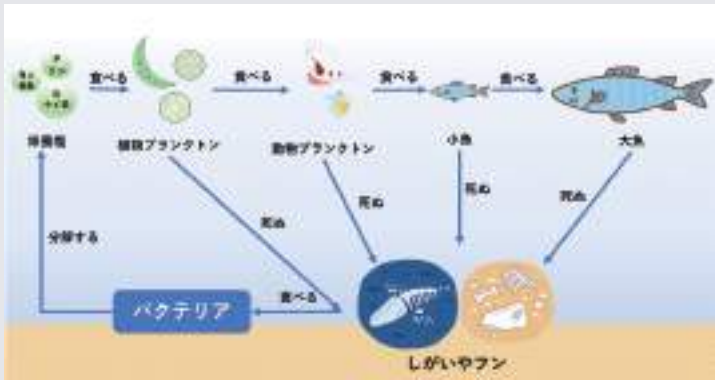 食べる
食べる
食べる
食べる
栄養塩
植物プランクトン
動物プランクトン
小魚
大魚
死ぬ
死ぬ
死ぬ
死ぬ
分解する
食べる
バクテリア
しがいやフン